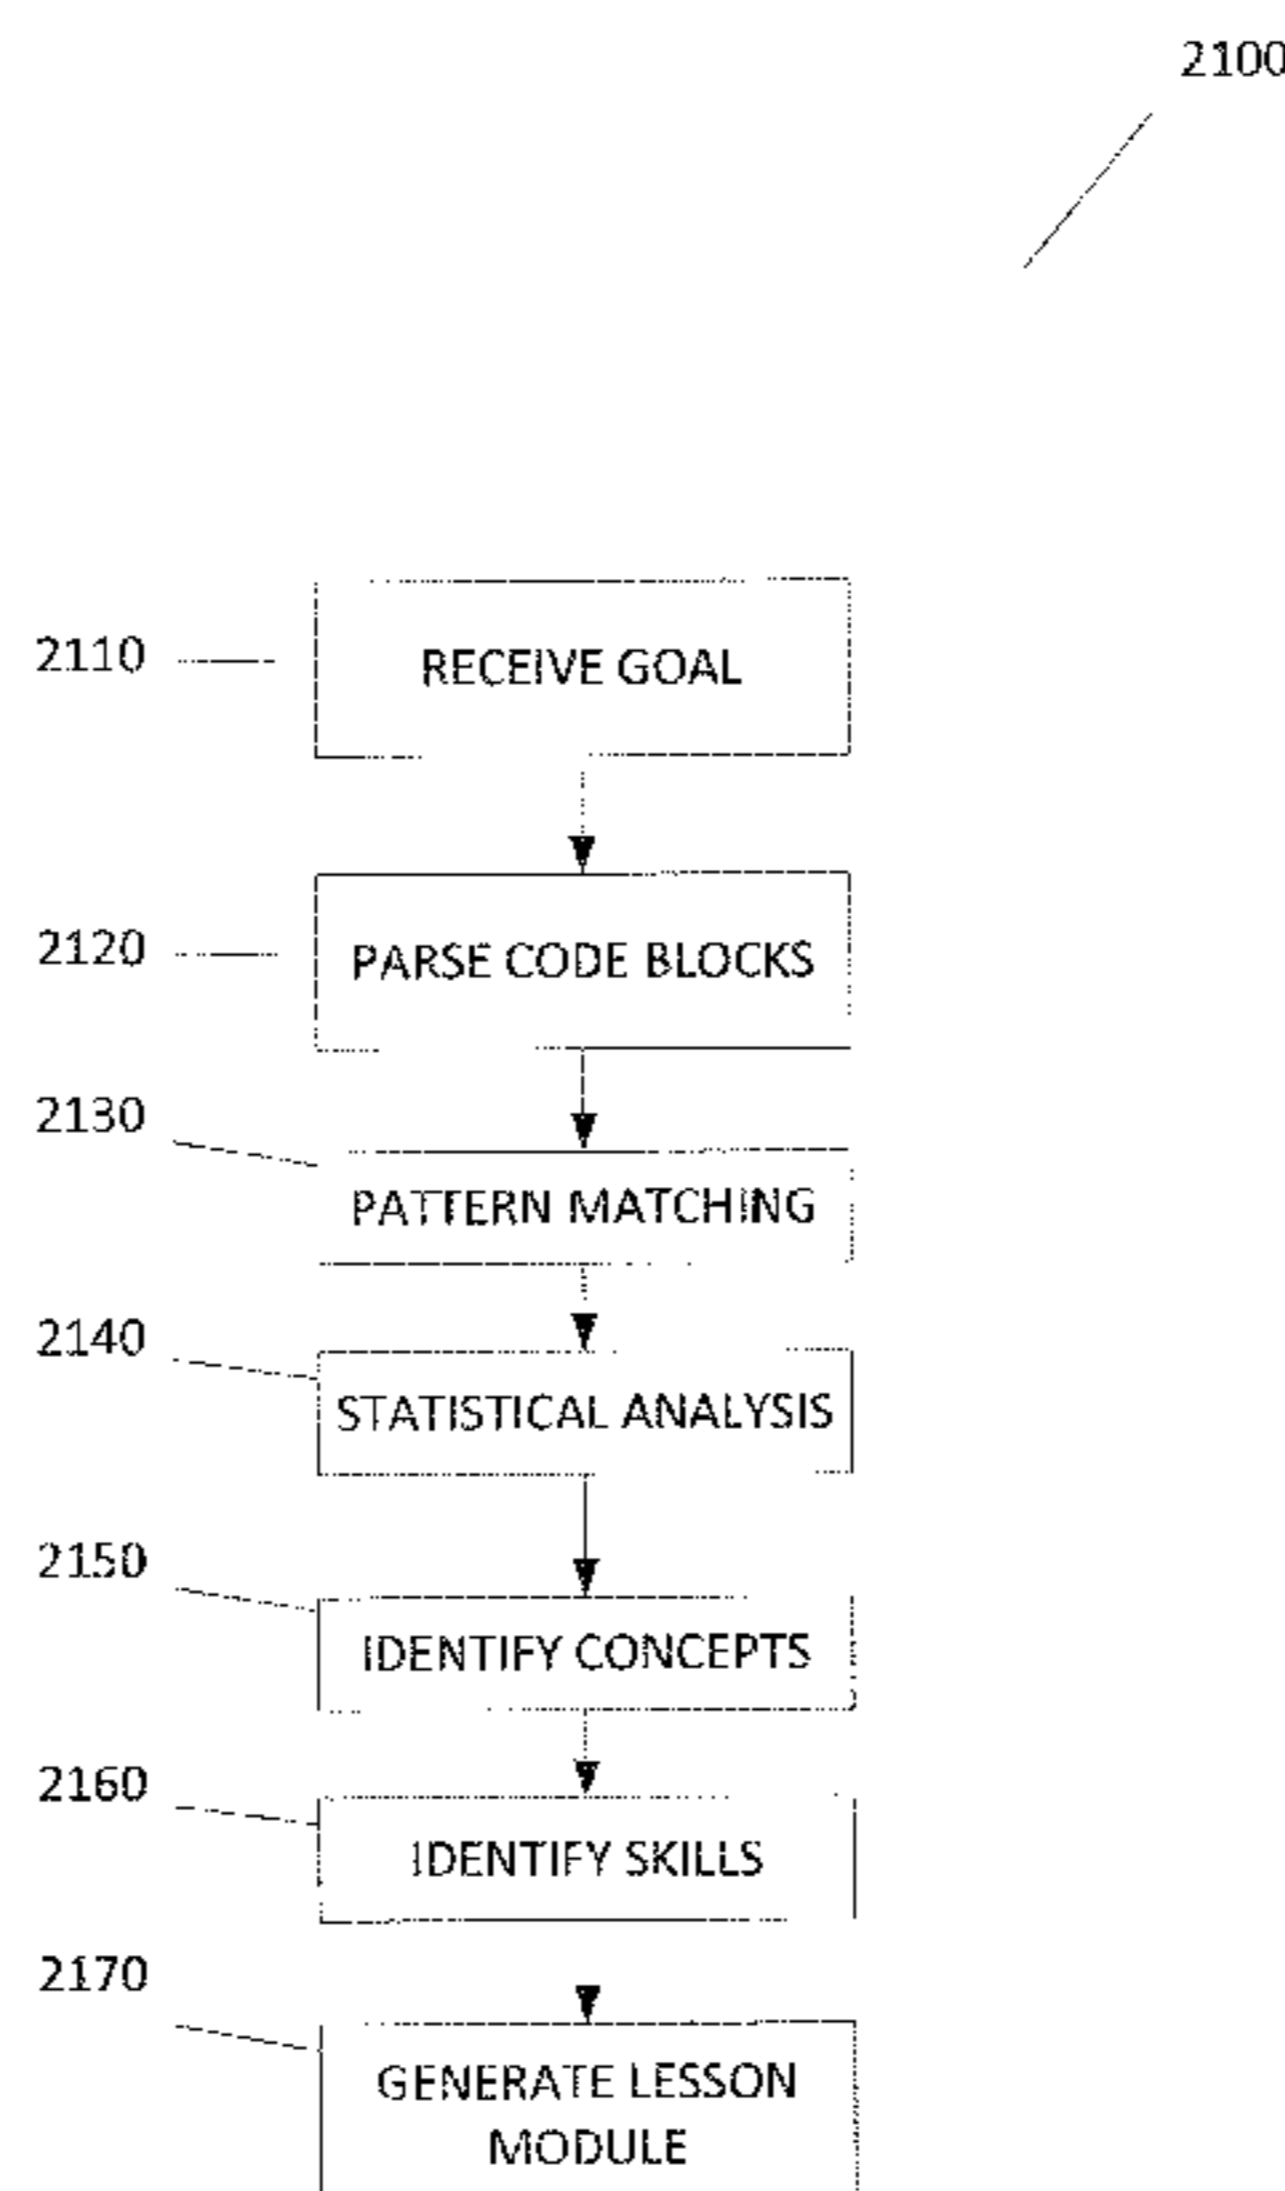 2100
2110
RECEIVE GOAL
2120
PARSE CODE BLOCKS
2130
PATTERN MATCHING
2140
STATISTICAL ANALYSIS
2150
IDENTIFY CONCEPTS
2160
IDENTIFY SKILLS
2170
GENERATE LESSON
MODULE